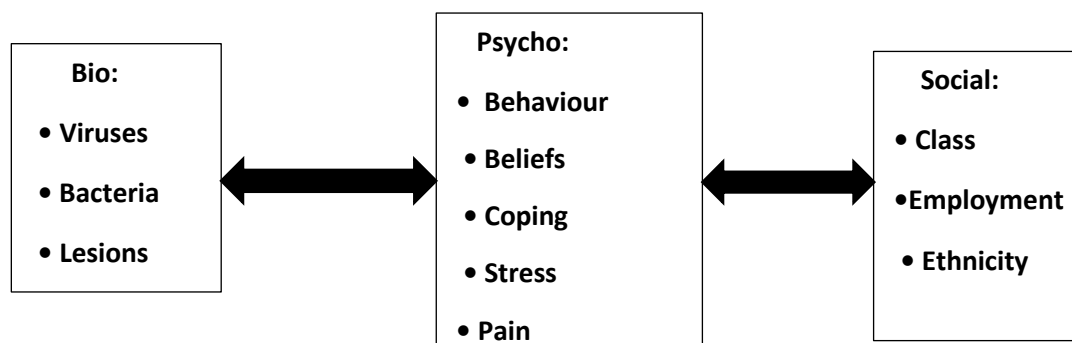 Bio:
• Viruses
• Bacteria
• Lesions
Psycho:
• Behaviour
• Beliefs
• Coping
• Stress
• Pain
Social:
• Class
•Employment
• Ethnicity